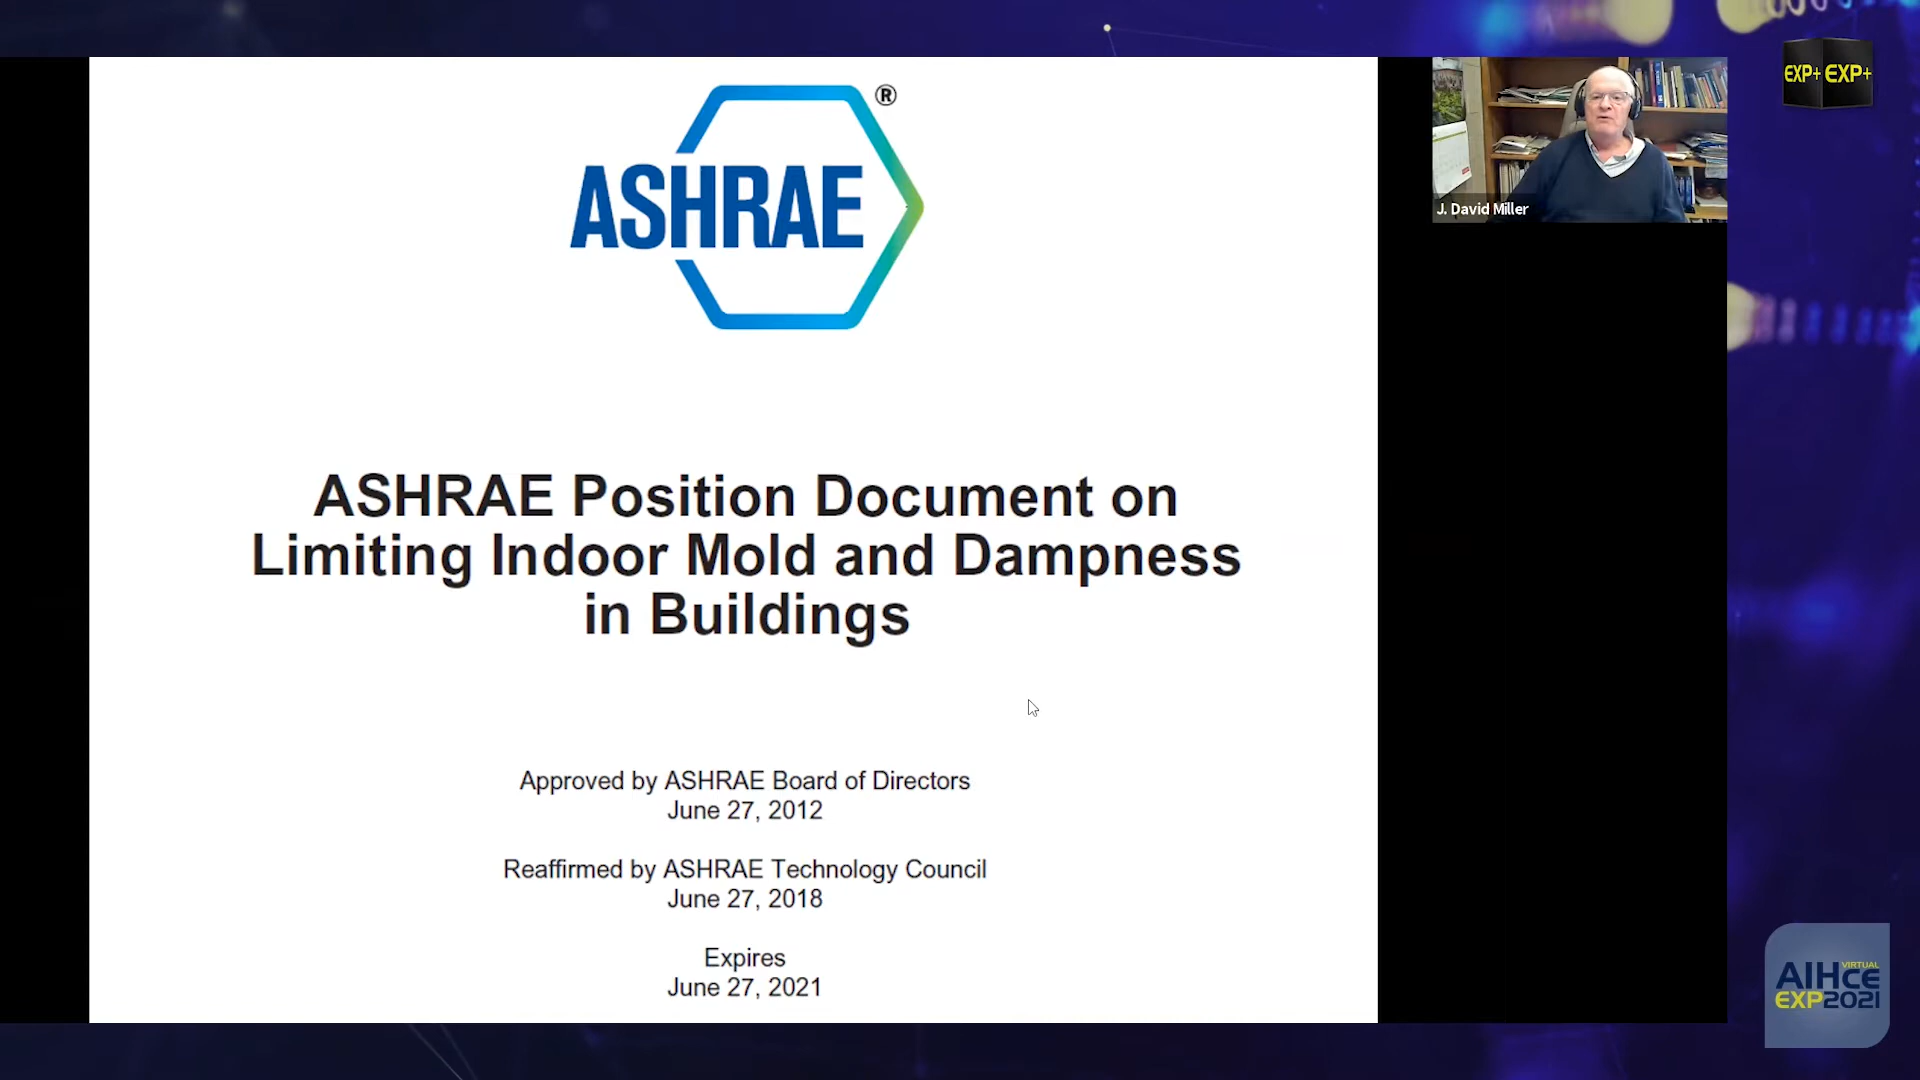 ®
ASHRAE
ASHRAE Position Document on
Limiting Indoor Mold and Dampness
in Buildings
Approved by ASHRAE Board of Directors
June 27, 2012
Reaffirmed by ASHRAE Technology Council
June 27, 2018
Expires
June 27, 2021
J. David Miller
EXP+ EXP+
VIRTUAL
AIHce
EXP2021